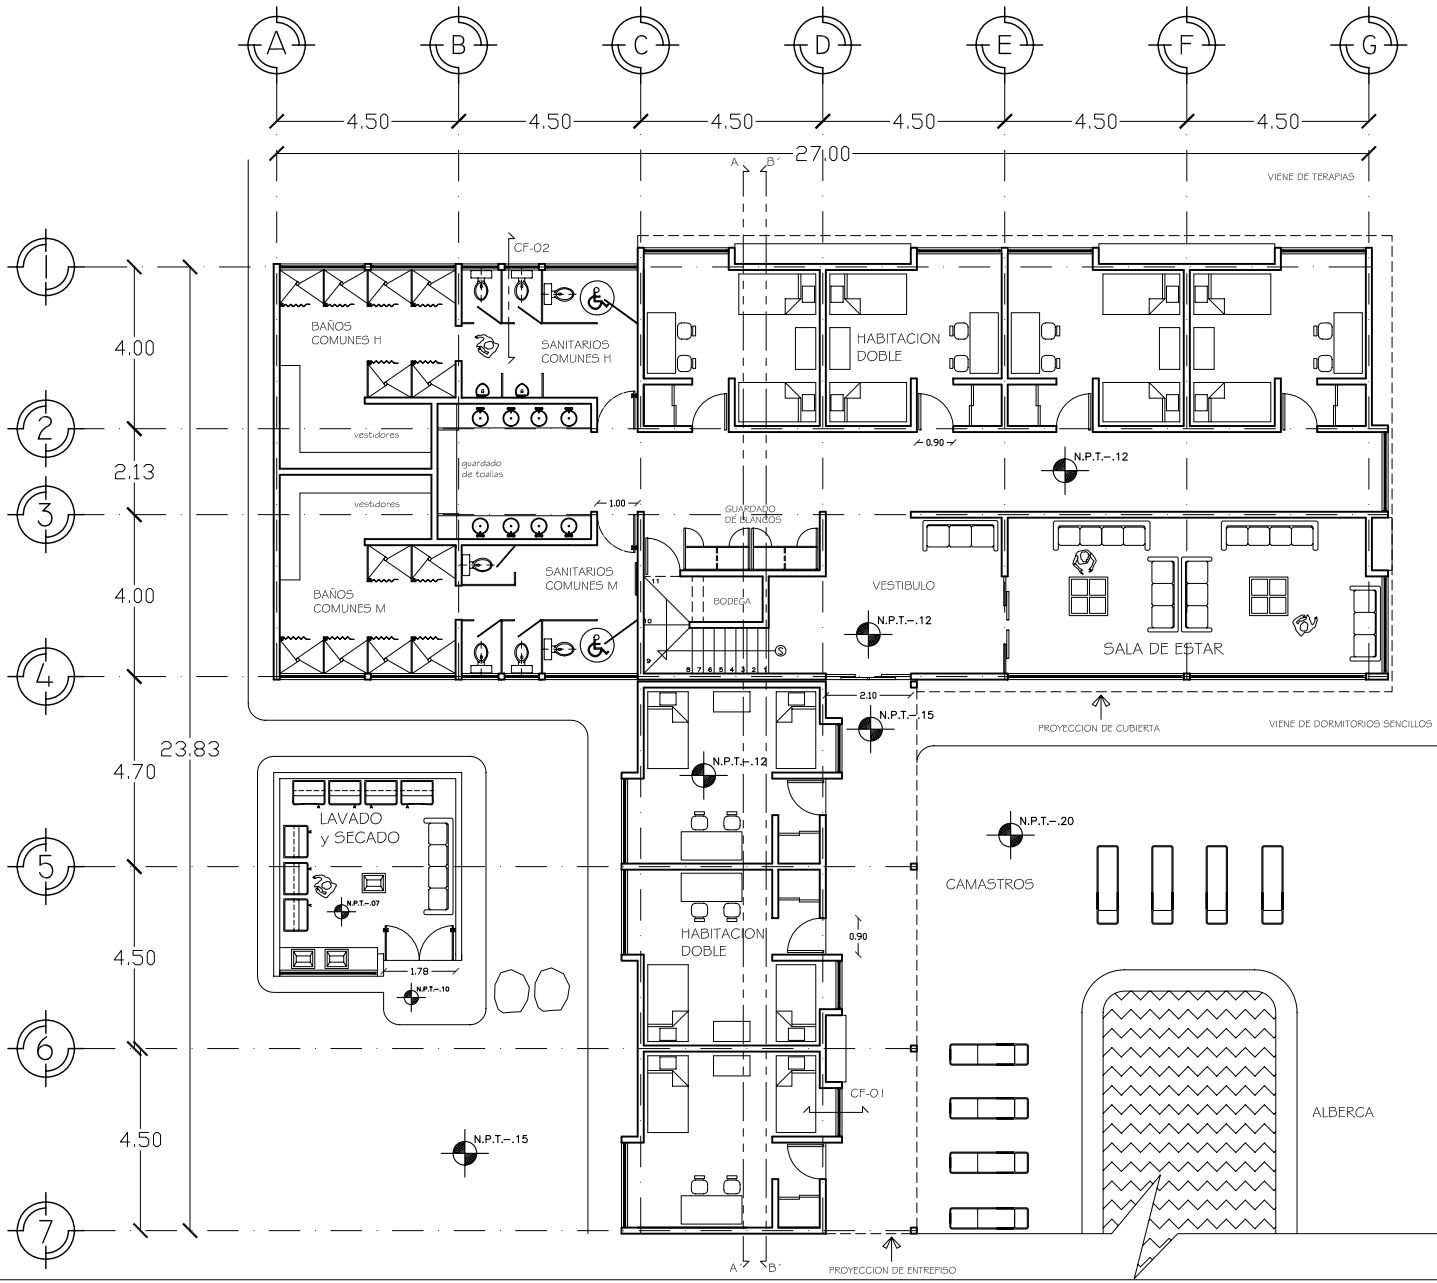 A B C D E F G
4.50 4.50 4.50 4.50 4.50 4.50
27.00
A B'
VIENE DE TERAPIAS
CF-02
1
BAÑOS
COMUNES H
SANITARIOS
COMUNES H
HABITACION
DOBLE
4.00
2
vestidores
0.90
guardado
de toallas
N.P.T.-.12
2.13
vestidores
1.00
GUARDADO
DE BLANCOS
3
SANITARIOS
COMUNES M
11
VESTIBULO
BAÑOS
COMUNES M
4.00
BODEGA
N.P.T.-.12
10
SALA DE ESTAR
9
S
8 7 6 5 4 3 2 1
4
2.10
N.P.T.-.15
PROYECCION DE CUBIERTA
VIENE DE DORMITORIOS SENCILLOS
23.83
4.70
N.P.T.-.12
LAVADO
y SECADO
N.P.T.-.20
5
CAMASTROS
N.P.T.-.07
HABITACION
DOBLE
0.90
4.50
1.78
N.P.T.-.10
6
CF-01
ALBERCA
4.50
N.P.T.-.15
7
A' B'
PROYECCION DE ENTREPISO